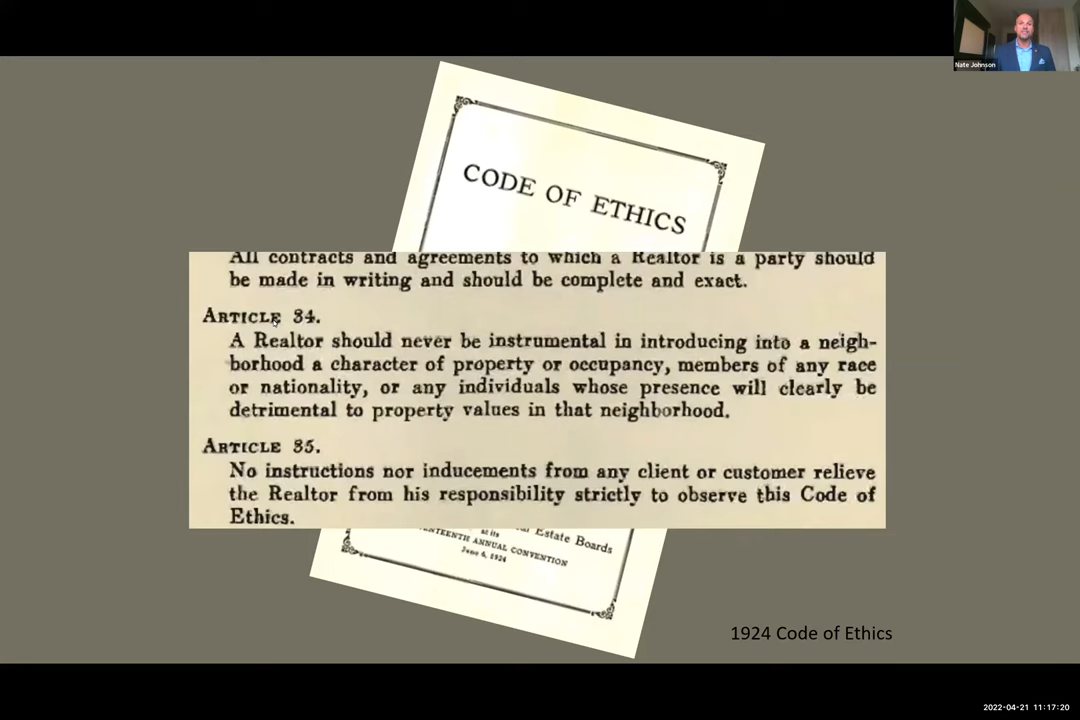 Nate Johnson
CODE OF ETHICS
All contracts and agreements to which a Realtor is a party should
be made in writing and should be complete and exact.
ARTICLE 34.
A Realtor should never be instrumental in introducing into a neigh-
borhood a character of property or occupancy, members of any race
or nationality, or any individuals whose presence will clearly be
detrimental to property values in that neighborhood.
ARTICLE 35.
No instructions nor inducements from any client or customer relieve
the Realtor from his responsibility strictly to observe this Code of
Ethics.
Estate Boards
at its
ANNUAL CONVENTION
June 6, 1924
1924 Code of Ethics
2022-04-21 11:17:20